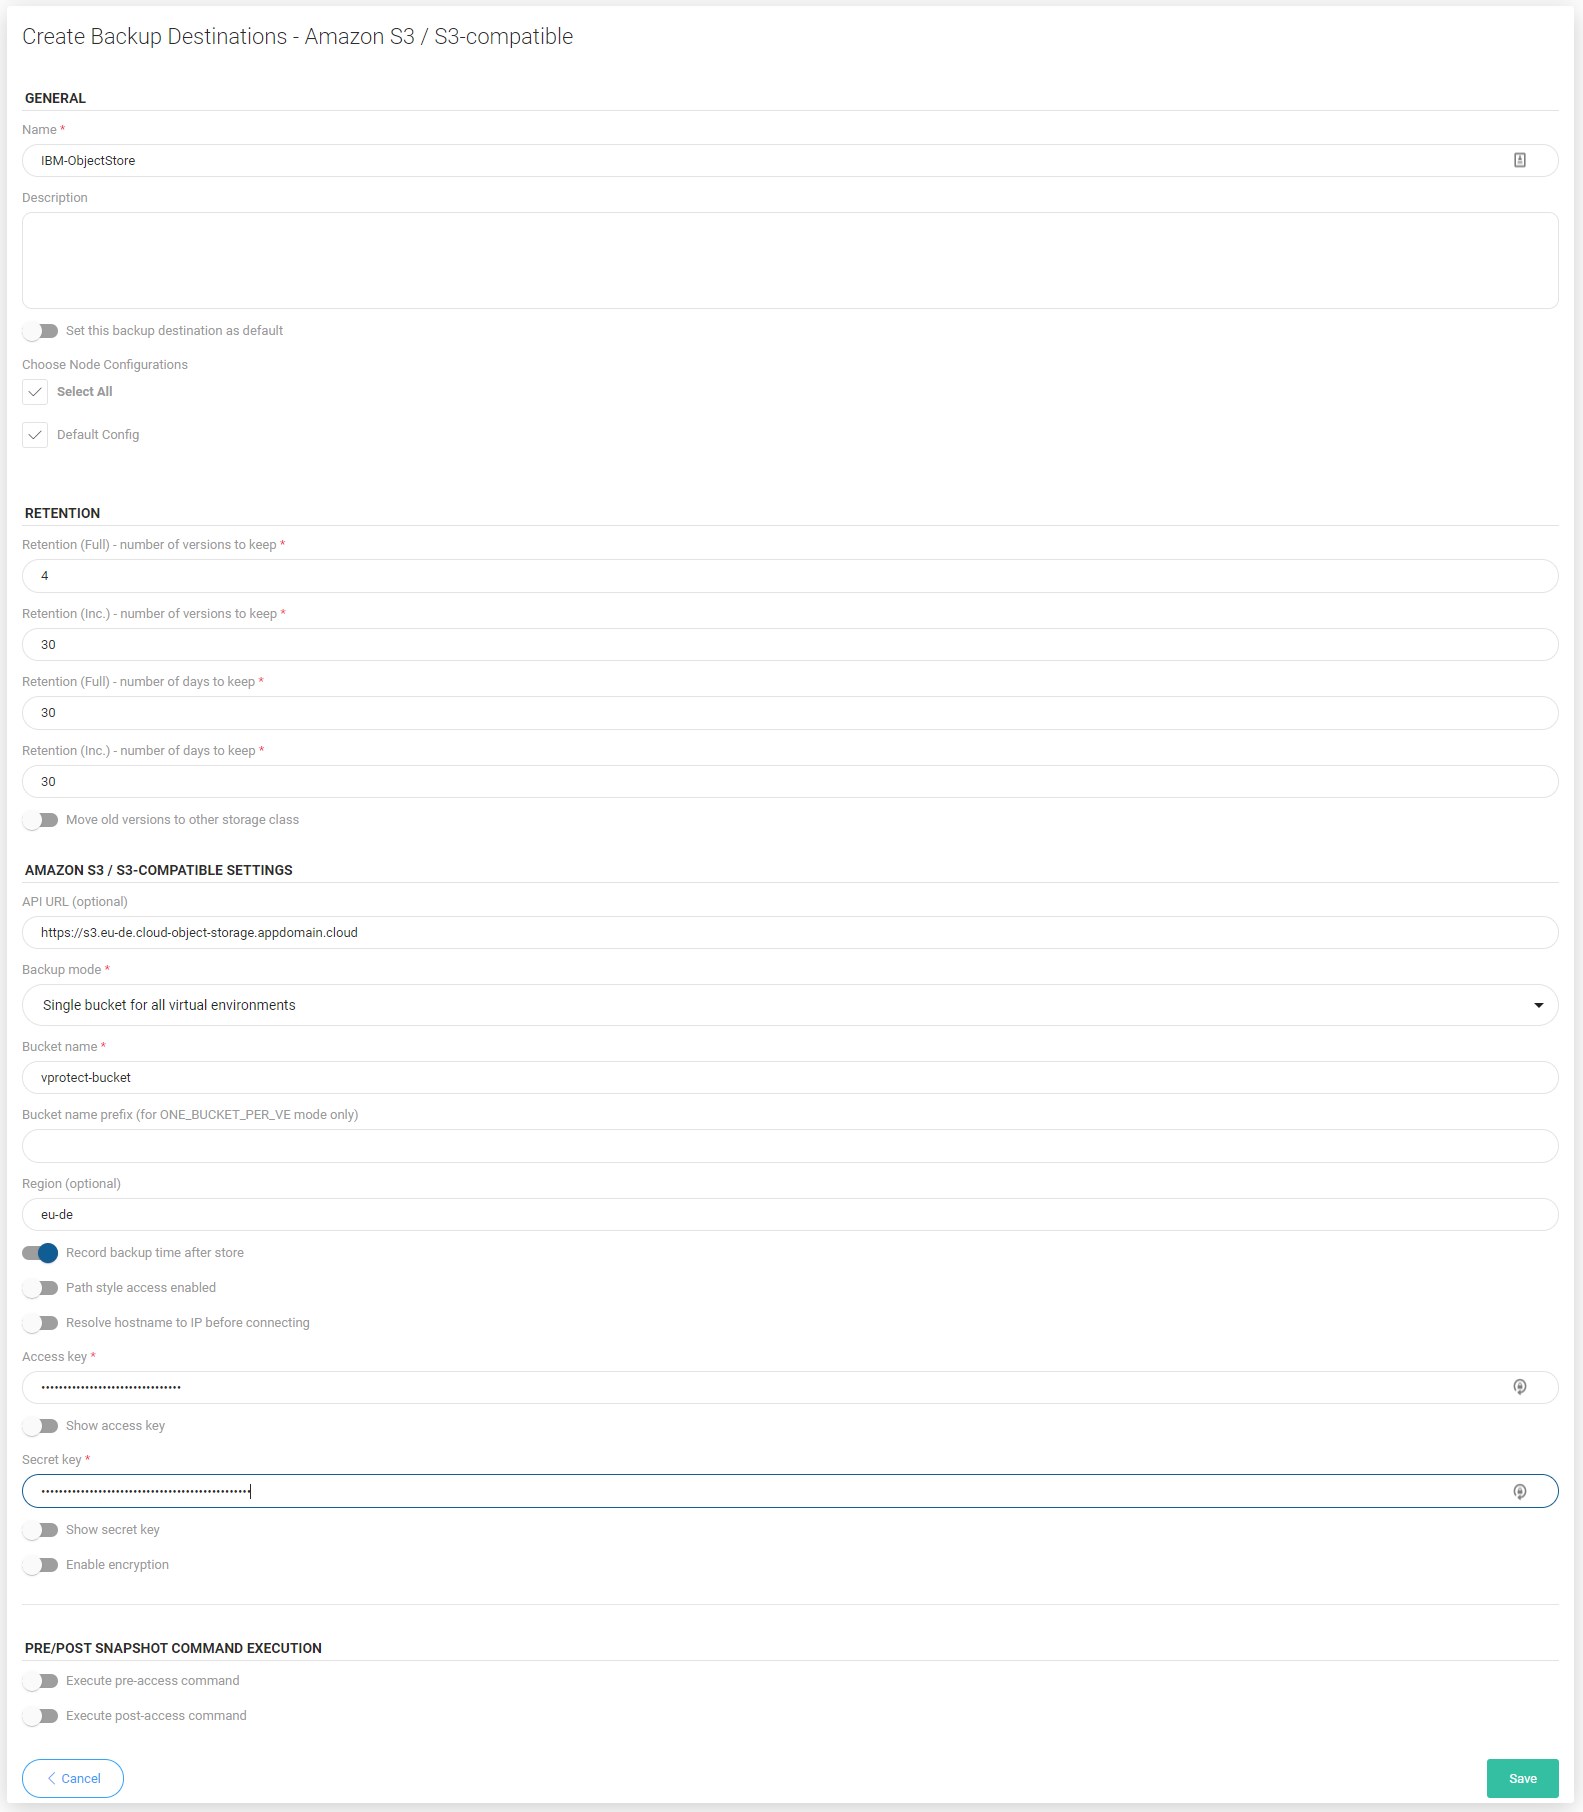 Create Backup Destinations - Amazon S3 / S3-compatible
GENERAL
Name *
IBM-ObjectStore
Description
Set this backup destination as default
Choose Node Configurations
Select All
Default Config
RETENTION
Retention (Full) - number of versions to keep *
4
Retention (Inc.) - number of versions to keep *
30
Retention (Full) - number of days to keep *
30
Retention (Inc.) - number of days to keep *
30
Move old versions to other storage class
AMAZON S3 / S3-COMPATIBLE SETTINGS
API URL (optional)
https://s3.eu-de.cloud-object-storage.appdomain.cloud
Backup mode *
Single bucket for all virtual environments
Bucket name *
vprotect-bucket
Bucket name prefix (for ONE_BUCKET_PER_VE mode only)
Region (optional)
eu-de
Record backup time after store
Path style access enabled
Resolve hostname to IP before connecting
Access key *
Show access key
Secret key *
Show secret key
Enable encryption
PRE/POST SNAPSHOT COMMAND EXECUTION
Execute pre-access command
Execute post-access command
Cancel
Save